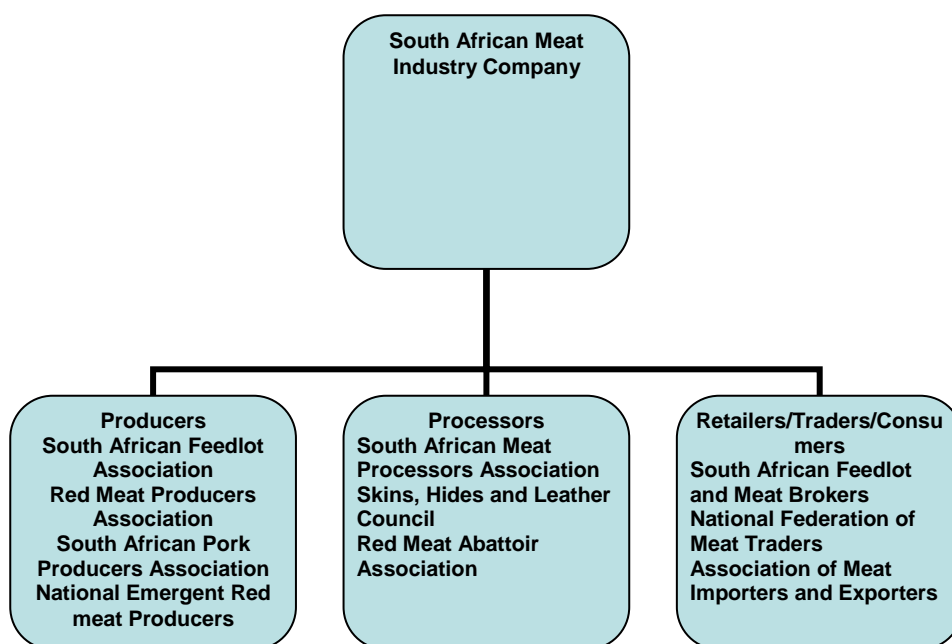 South African Meat
Industry Company
Producers
South African Feedlot
Association
Red Meat Producers
Association
South African Pork
Producers Association
National Emergent Red
meat Producers
Processors
South African Meat
Processors Association
Skins, Hides and Leather
Council
Red Meat Abattoir
Association
Retailers/Traders/Consu
mers
South African Feedlot
and Meat Brokers
National Federation of
Meat Traders
Association of Meat
Importers and Exporters